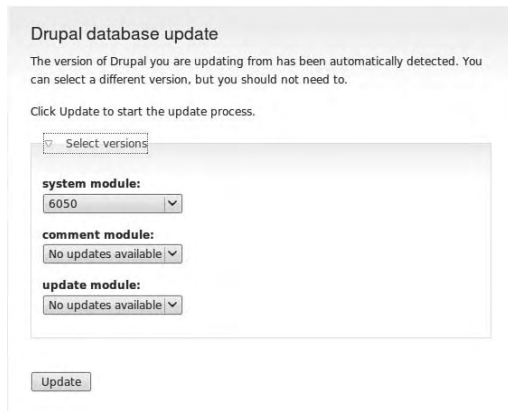 Drupal database update
The version of Drupal you are updating from has been automatically detected. You
can select a different version, but you should not need to.
Click Update to start the update process.
Select versions
system module:
6050
comment module:
No updates available
update module:
No updates available
Update